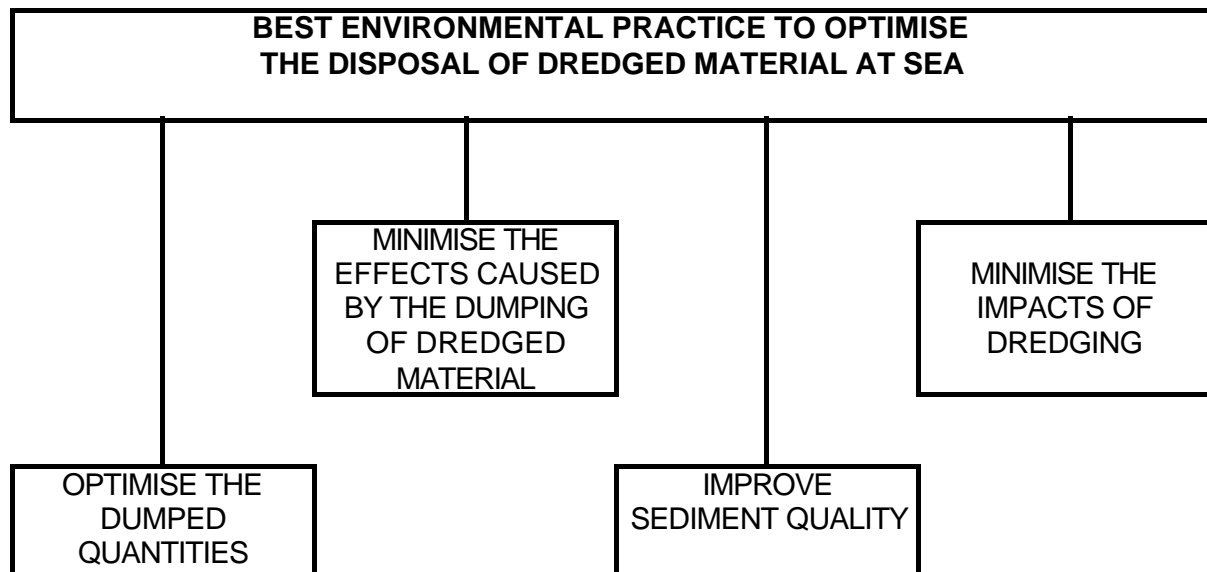 BEST ENVIRONMENTAL PRACTICE TO OPTIMISE
THE DISPOSAL OF DREDGED MATERIAL AT SEA
MINIMISE THE
EFFECTS CAUSED
BY THE DUMPING
OF DREDGED
MATERIAL
MINIMISE THE
IMPACTS OF
DREDGING
OPTIMISE THE
DUMPED
QUANTITIES
IMPROVE
SEDIMENT QUALITY